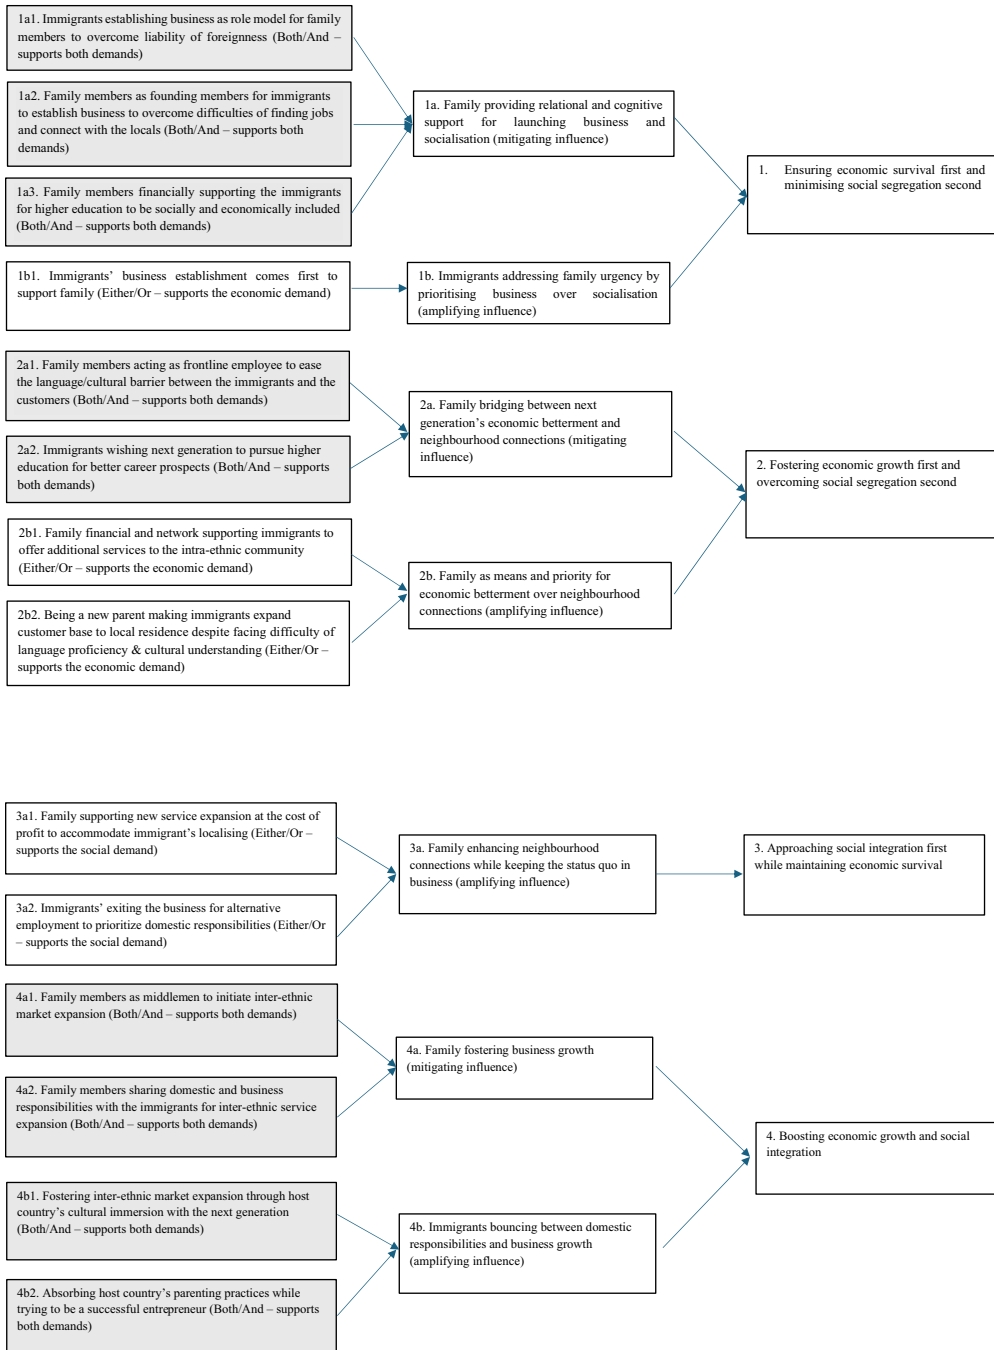 1a1. Immigrants establishing business as role model for family
members to overcome liability of foreignness (Both/And –
supports both demands)
1a2. Family members as founding members for immigrants
to establish business to overcome difficulties of finding jobs
and connect with the locals (Both/And – supports both
demands)
1a3. Family members financially supporting the immigrants
for higher education to be socially and economically included
(Both/And – supports both demands)
1b1. Immigrants’ business establishment comes first to
support family (Either/Or – supports the economic demand)
1a. Family providing relational and cognitive
support for launching business and
socialisation (mitigating influence)
1b. Immigrants addressing family urgency by
prioritising business over socialisation
(amplifying influence)
1. Ensuring economic survival first and
minimising social segregation second
2a1. Family members acting as frontline employee to ease
the language/cultural barrier between the immigrants and the
customers (Both/And – supports both demands)
2a2. Immigrants wishing next generation to pursue higher
education for better career prospects (Both/And – supports
both demands)
2b1. Family financial and network supporting immigrants to
offer additional services to the intra-ethnic community
(Either/Or – supports the economic demand)
2b2. Being a new parent making immigrants expand
customer base to local residence despite facing difficulty of
language proficiency & cultural understanding (Either/Or –
supports the economic demand)
2a. Family bridging between next
generation’s economic betterment and
neighbourhood connections (mitigating
influence)
2b. Family as means and priority for
economic betterment over neighbourhood
connections (amplifying influence)
2. Fostering economic growth first and
overcoming social segregation second
3a1. Family supporting new service expansion at the cost of
profit to accommodate immigrant’s localising (Either/Or –
supports the social demand)
3a2. Immigrants’ exiting the business for alternative
employment to prioritize domestic responsibilities (Either/Or
– supports the social demand)
3a. Family enhancing neighbourhood
connections while keeping the status quo in
business (amplifying influence)
3. Approaching social integration first
while maintaining economic survival
4a1. Family members as middlemen to initiate inter-ethnic
market expansion (Both/And – supports both demands)
4a2. Family members sharing domestic and business
responsibilities with the immigrants for inter-ethnic service
expansion (Both/And – supports both demands)
4b1. Fostering inter-ethnic market expansion through host
country’s cultural immersion with the next generation
(Both/And – supports both demands)
4b2. Absorbing host country’s parenting practices while
trying to be a successful entrepreneur (Both/And – supports
both demands)
4a. Family fostering business growth
(mitigating influence)
4b. Immigrants bouncing between domestic
responsibilities and business growth
(amplifying influence)
4. Boosting economic growth and social
integration